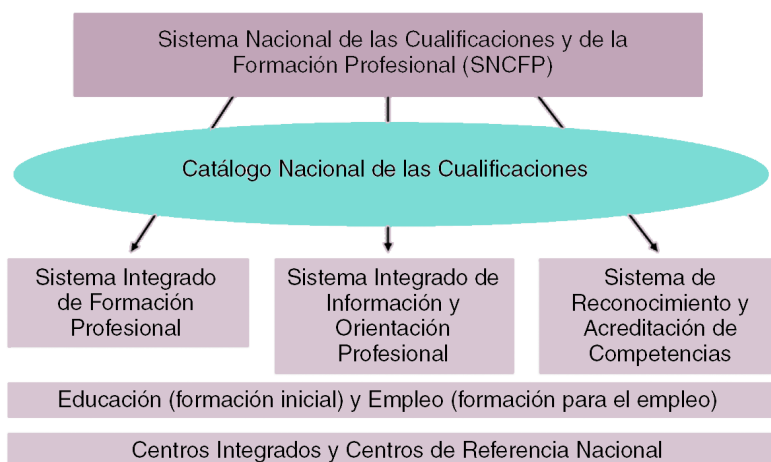 Sistema Nacional de las Cualificaciones y de la
Formación Profesional (SNCFP)
Catálogo Nacional de las Cualificaciones
Sistema Integrado
de Formación
Profesional
Sistema Integrado de
Información y
Orientación
Profesional
Sistema de
Reconocimiento y
Acreditación de
Competencias
Educación (formación inicial) y Empleo (formación para el empleo)
Centros Integrados y Centros de Referencia Nacional